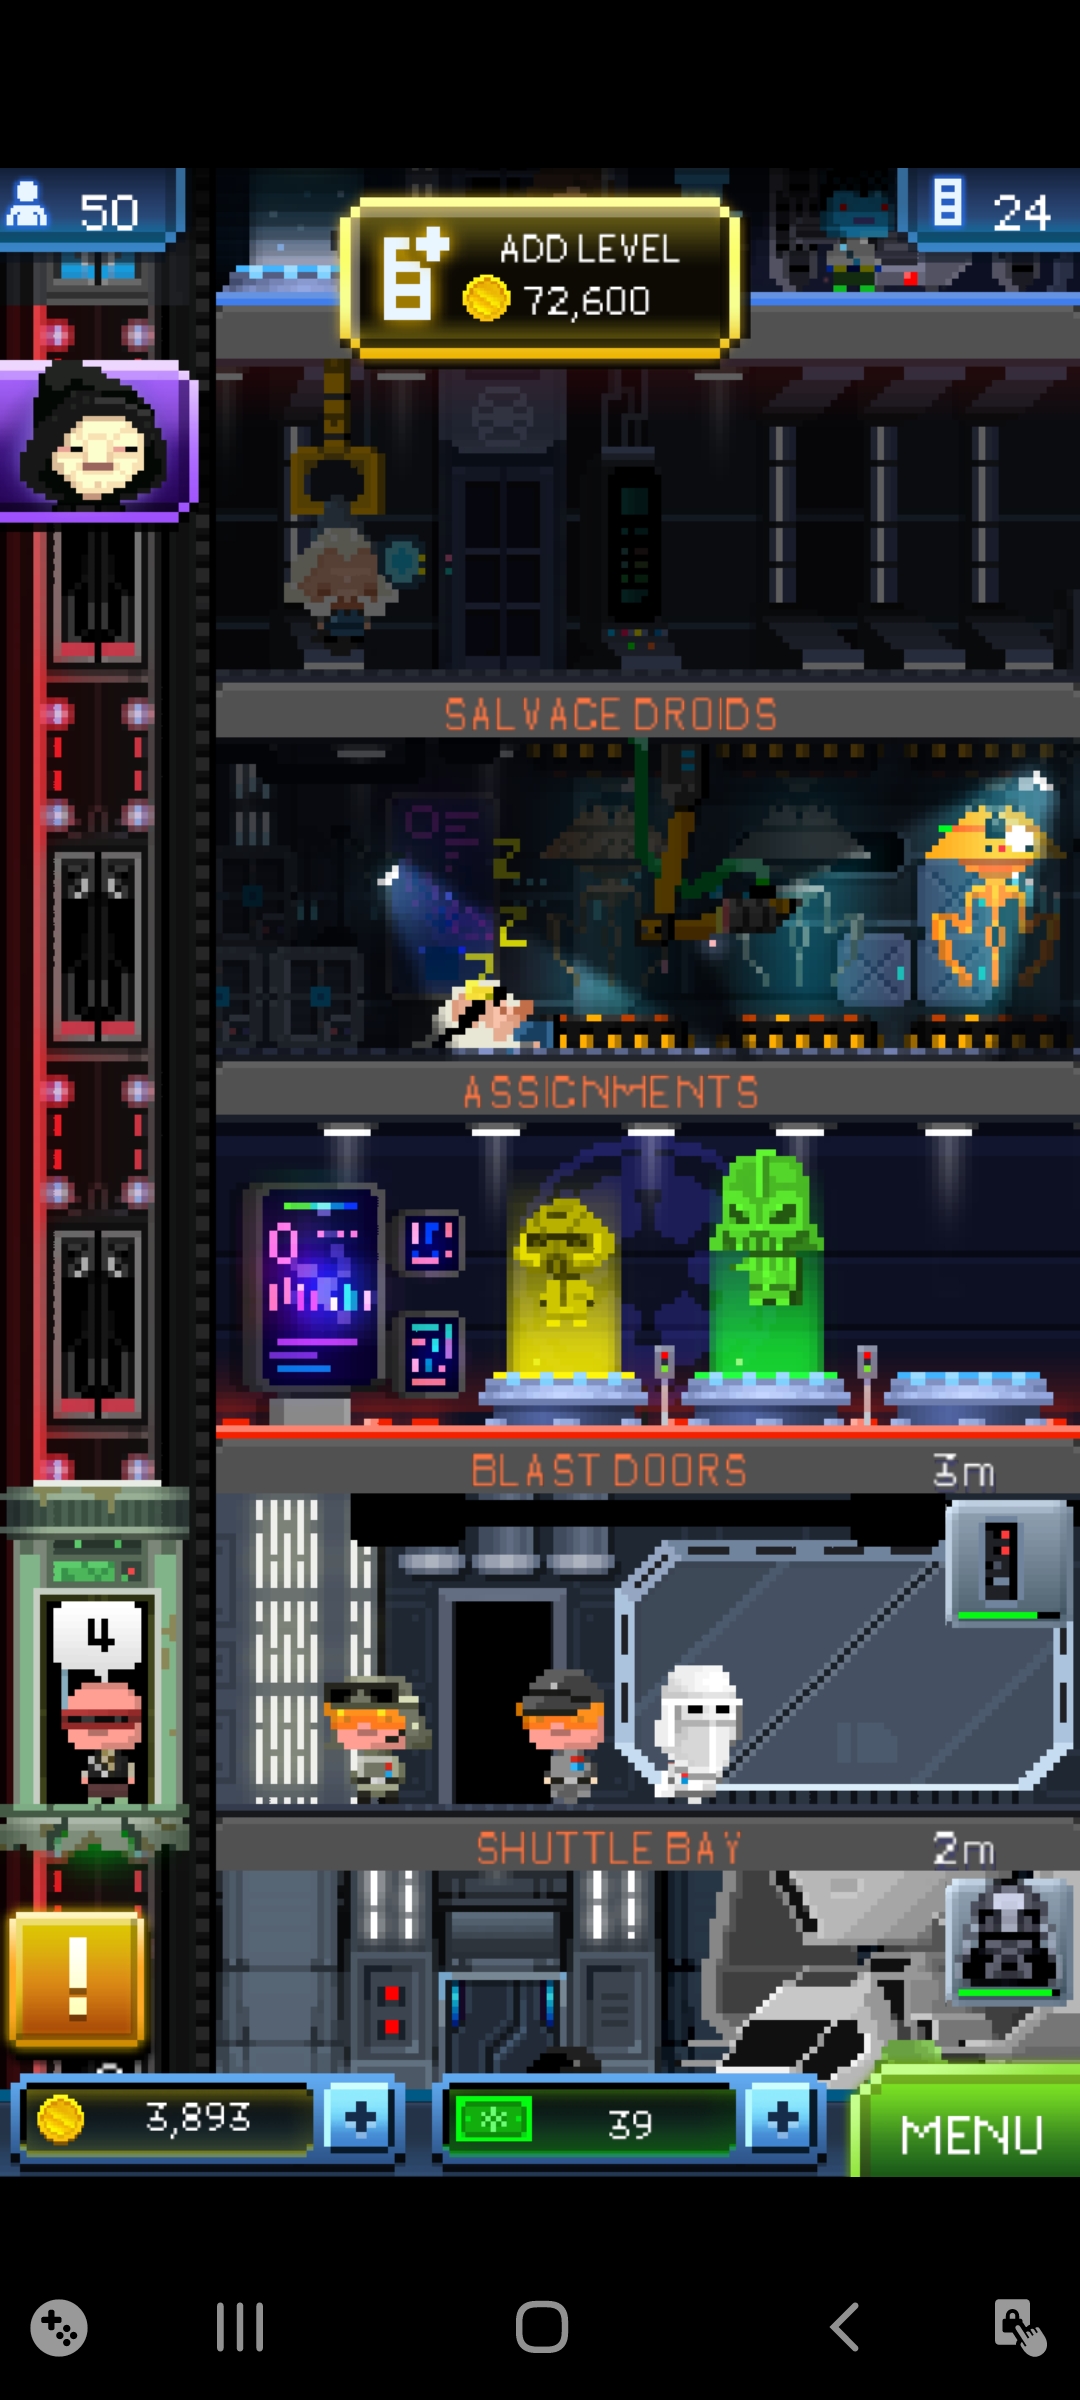 50
ADD LEVEL
72,600
24
SALVAGE DROIDS
Z
Z
Z
ASSIGNMENTS
BLAST DOORS 3m
4
SHUTTLE BAY 2m
!
3,893 +
39 +
MENU